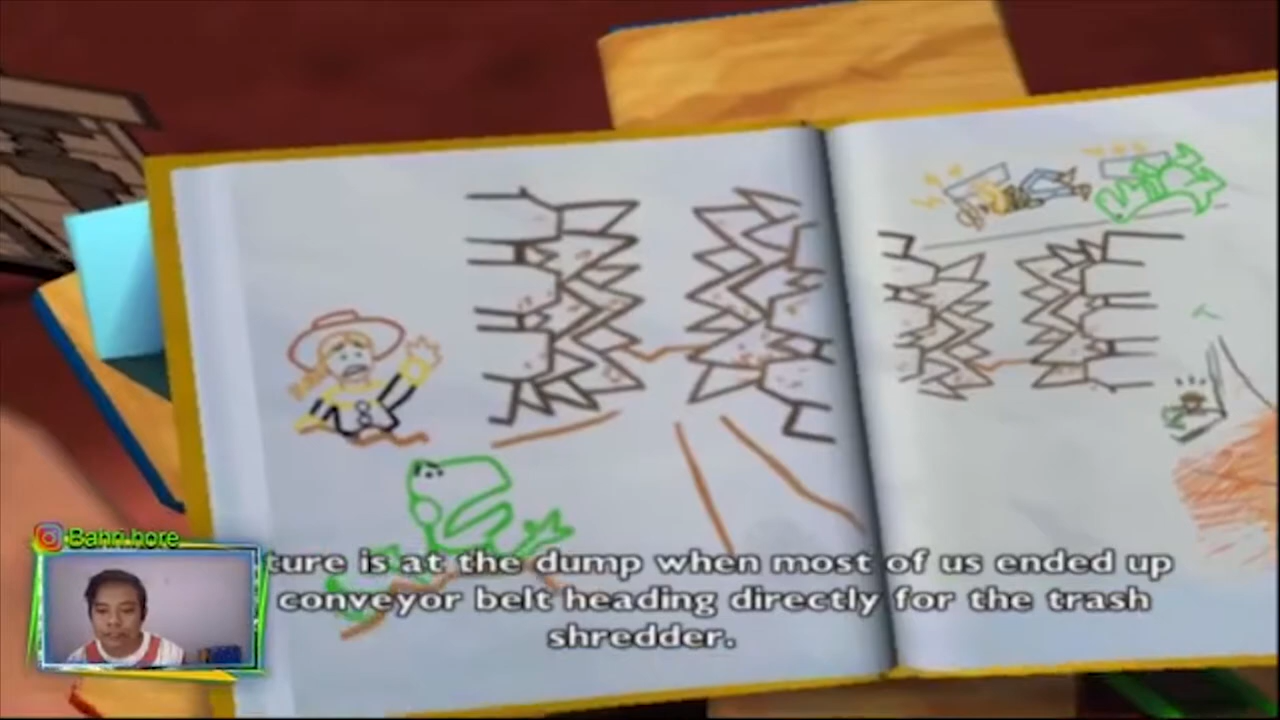 Bahri.hore
ture is at the dump when most of us ended up
conveyor belt heading directly for the trash
shredder.